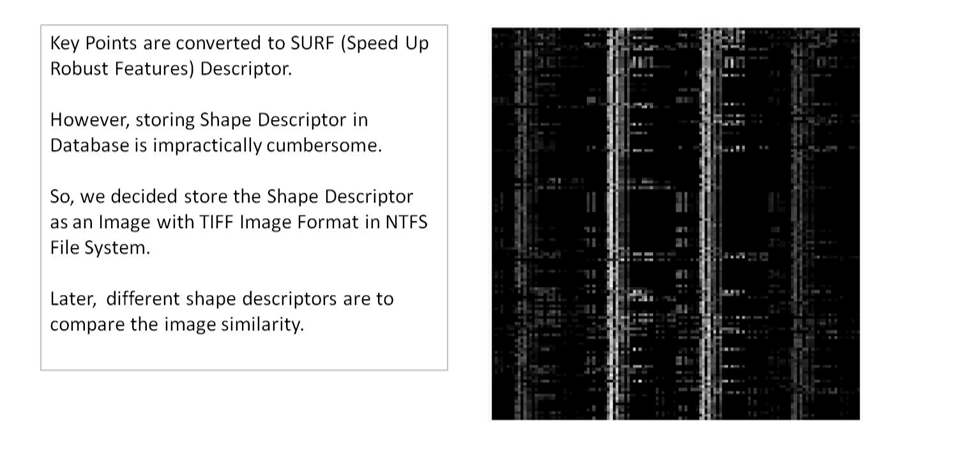 Key Points are converted to SURF (Speed Up
Robust Features) Descriptor.
However, storing Shape Descriptor in
Database is impractically cumbersome.
So, we decided store the Shape Descriptor
as an Image with TIFF Image Format in NTFS
File System.
Later, different shape descriptors are to
compare the image similarity.